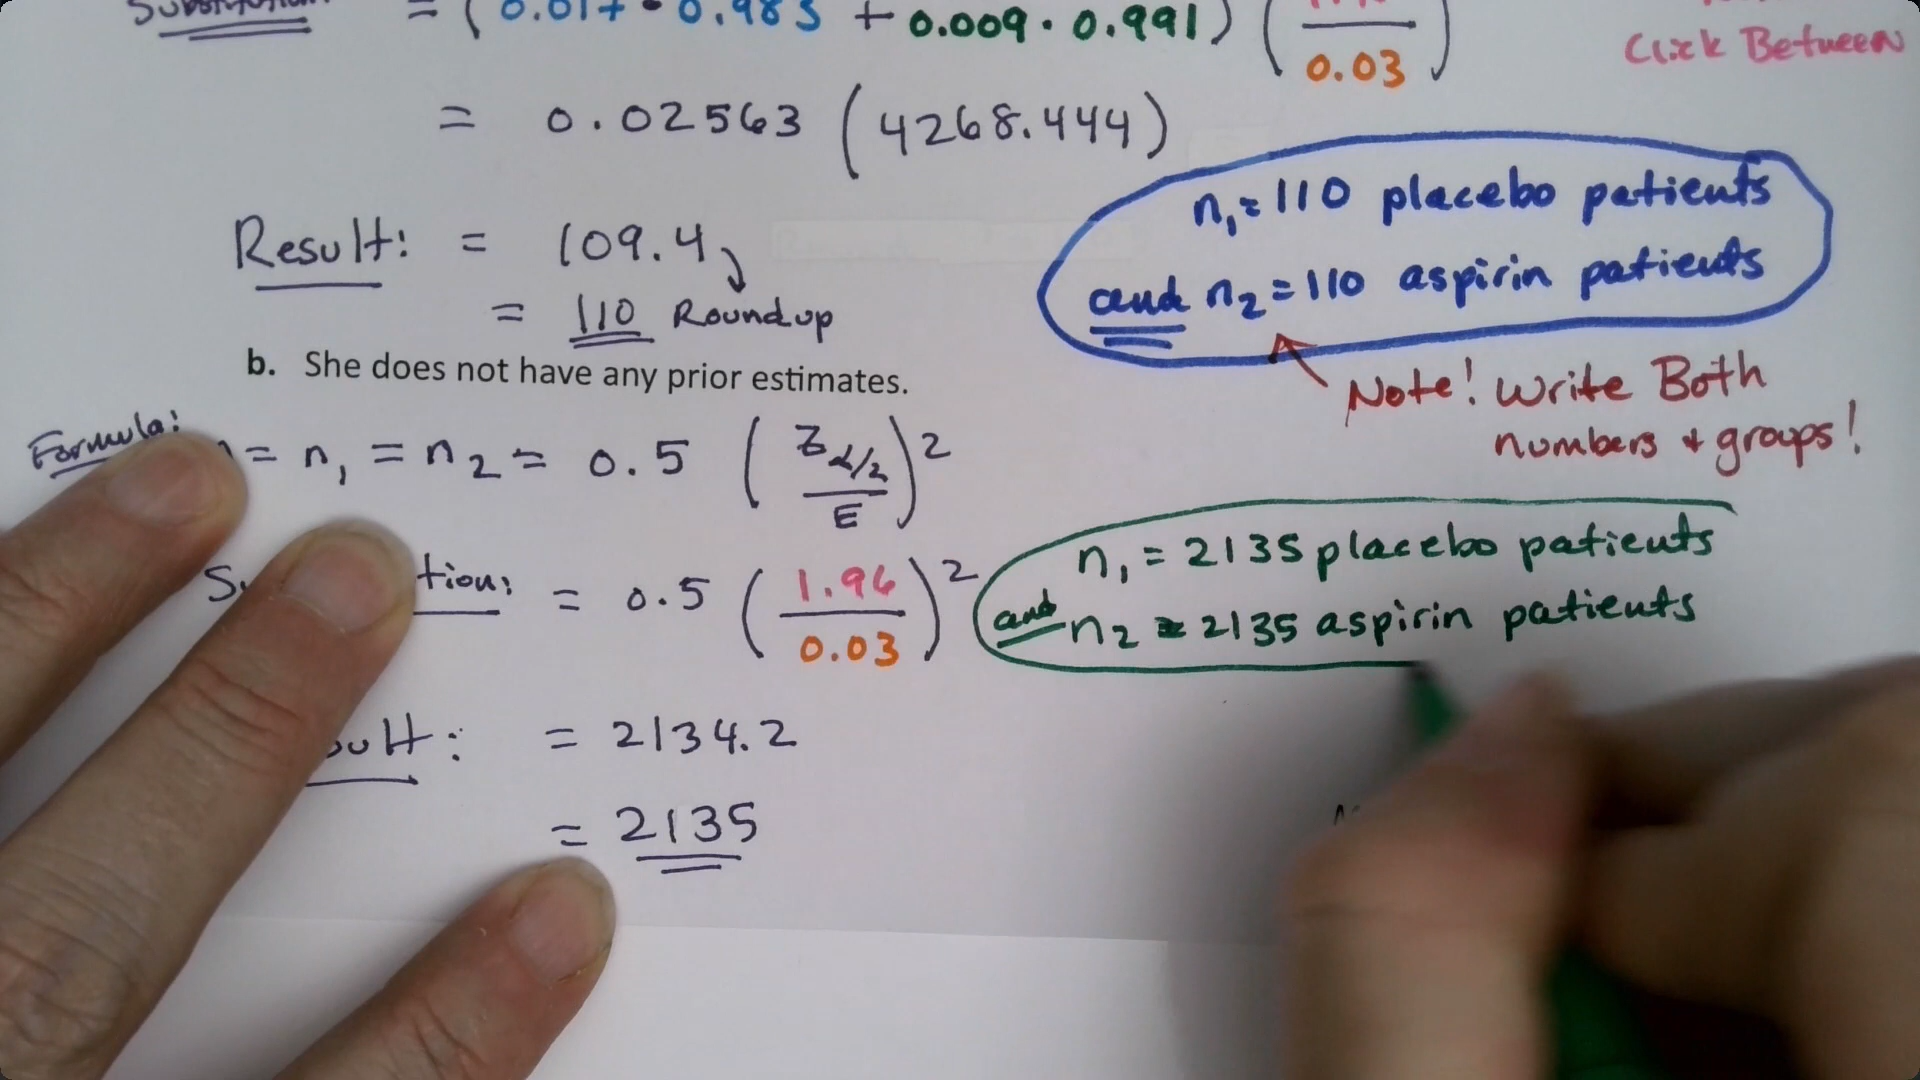 = (0.017 • 0.983 + 0.009 · 0.991) (
0.03
Click Between
= 0.02563 (4268.444)
n₁ = 110 placebo patients
and n₂ = 110 aspirin patients
Result: = 109.4
= 110 Roundup
Note! Write Both
numbers + groups!
b. She does not have any prior estimates.
Formula: = n₁ = n₂ = 0.5 (Zα/2 / E)²
tion: = 0.5 (1.96 / 0.03)²
n₁ = 2135 placebo patients
and n₂ = 2135 aspirin patients
= 2134.2
= 2135